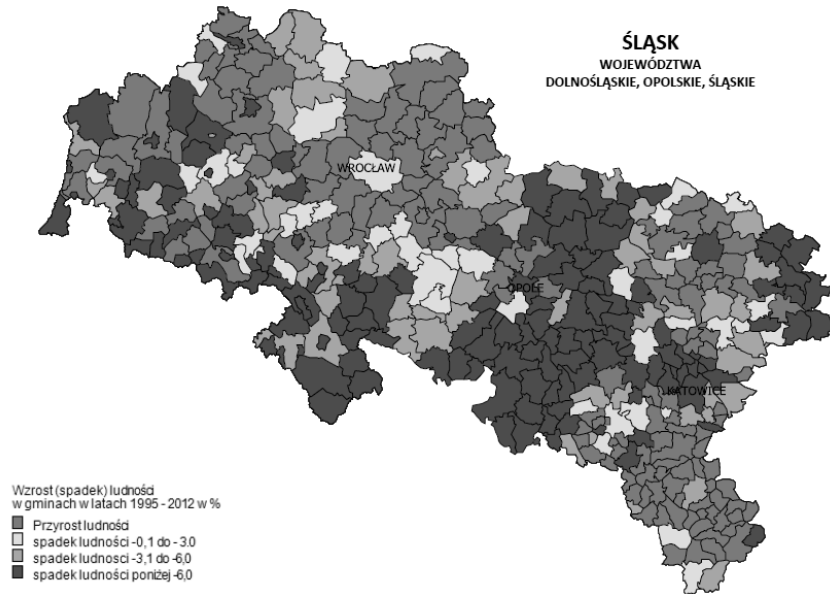 ŚLĄSK
WOJEWÓDZTWA
DOLNOŚLĄSKIE, OPOLSKIE, ŚLĄSKIE
WROCŁAW
OPOLE
KATOWICE
Wzrost (spadek) ludności
w gminach w latach 1995 - 2012 w %
Przyrost ludności
spadek ludnosci -0,1 do - 3.0
spadek ludnosci -3,1 do -6,0
spadek ludności poniżej -6,0